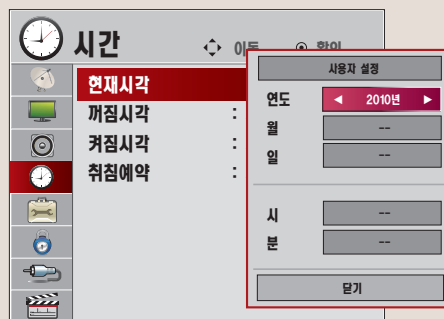 시간
이동
확인
현재시각
꺼짐시각 :
켜짐시각 :
취침예약 :
사용자 설정
연도 ◀ 2010년 ▶
월 --
일 --
시 --
분 --
닫기